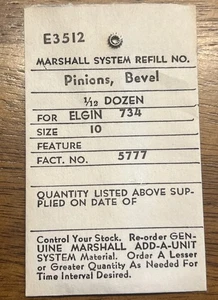 E3512
MARSHALL SYSTEM REFILL NO.
Pinions, Bevel
1/12 DOZEN
FOR ELGIN 734
SIZE 10
FEATURE
FACT. NO. 5777
QUANTITY LISTED ABOVE SUP-
PLIED ON DATE OF
Control Your Stock. Re-order GEN-
UINE MARSHALL ADD-A-UNIT
SYSTEM Material. Order A Lesser
or Greater Quantity As Needed For
Time Interval Desired.